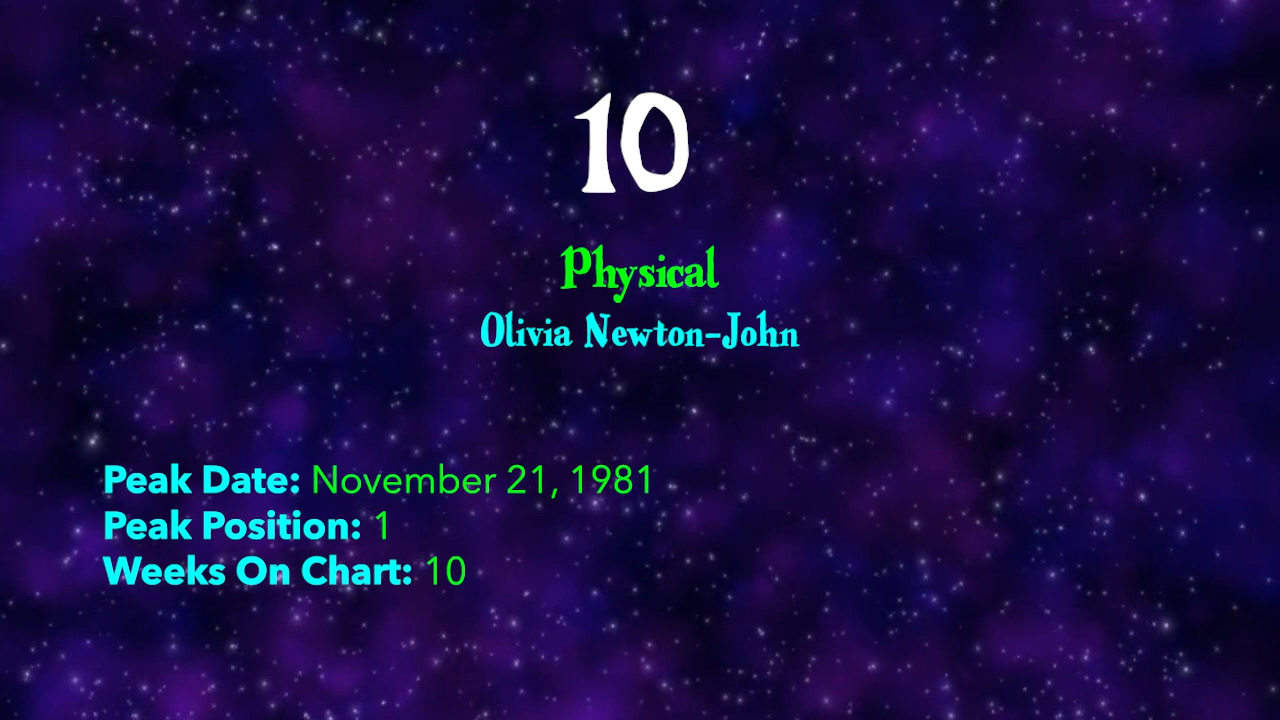 10
Physical
Olivia Newton-John
Peak Date: November 21, 1981
Peak Position: 1
Weeks On Chart: 10